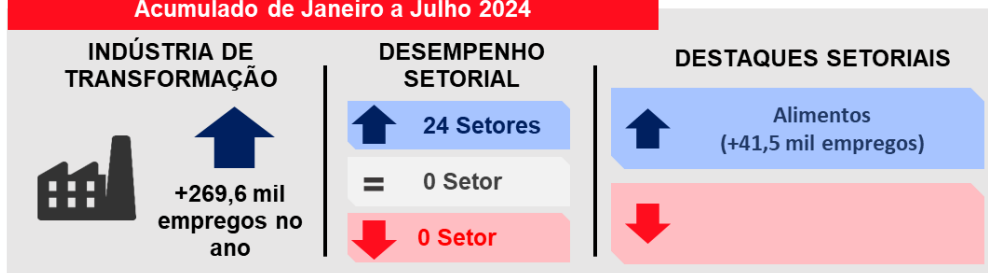 Acumulado de Janeiro a Julho 2024
INDÚSTRIA DE
TRANSFORMAÇÃO
+269,6 mil
empregos no
ano
DESEMPENHO
SETORIAL
24 Setores
= 0 Setor
0 Setor
DESTAQUES SETORIAIS
Alimentos
(+41,5 mil empregos)